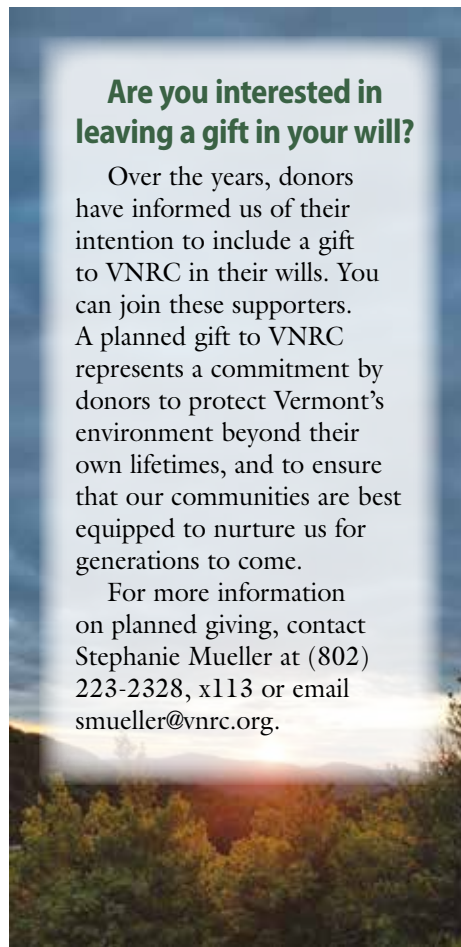 Are you interested in
leaving a gift in your will?
Over the years, donors
have informed us of their
intention to include a gift
to VNRC in their wills. You
can join these supporters.
A planned gift to VNRC
represents a commitment by
donors to protect Vermont’s
environment beyond their
own lifetimes, and to ensure
that our communities are best
equipped to nurture us for
generations to come.
For more information
on planned giving, contact
Stephanie Mueller at (802)
223-2328, x113 or email
smueller@vnrc.org.